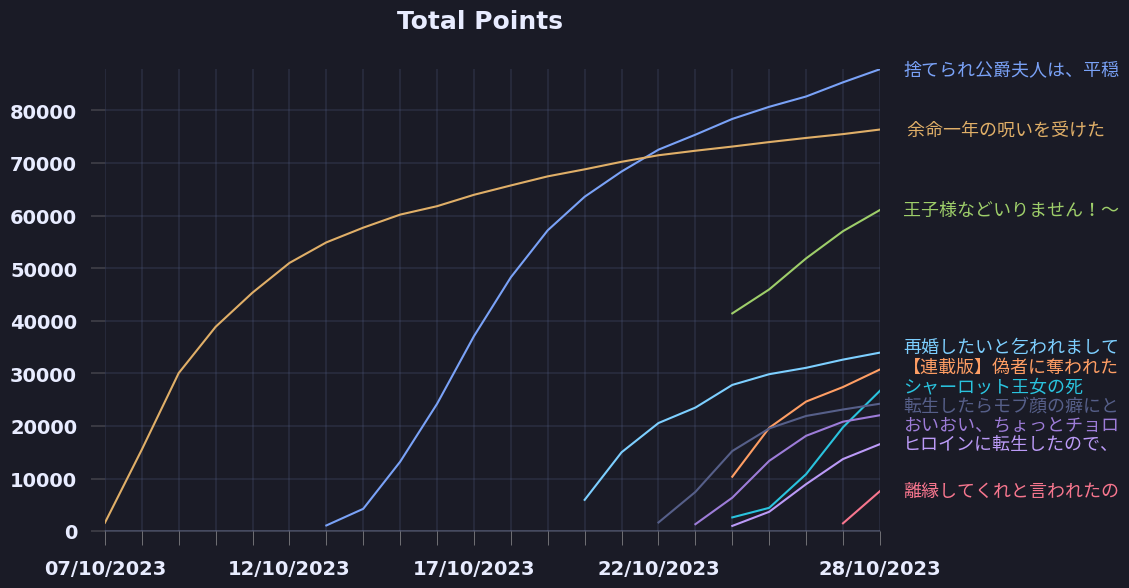 Total Points
捨てられ公爵夫人は、平穏
80000
余命一年の呪いを受けた
70000
王子様などいりません！～
60000
50000
40000
再婚したいと乞われまして
【連載版】偽者に奪われた
30000
シャーロット王女の死
転生したらモブ顔の癖にと
おいおい、ちょっとチョロ
20000
ヒロインに転生したので、
10000
離縁してくれと言われたの
0
07/10/2023 12/10/2023 17/10/2023 22/10/2023 28/10/2023